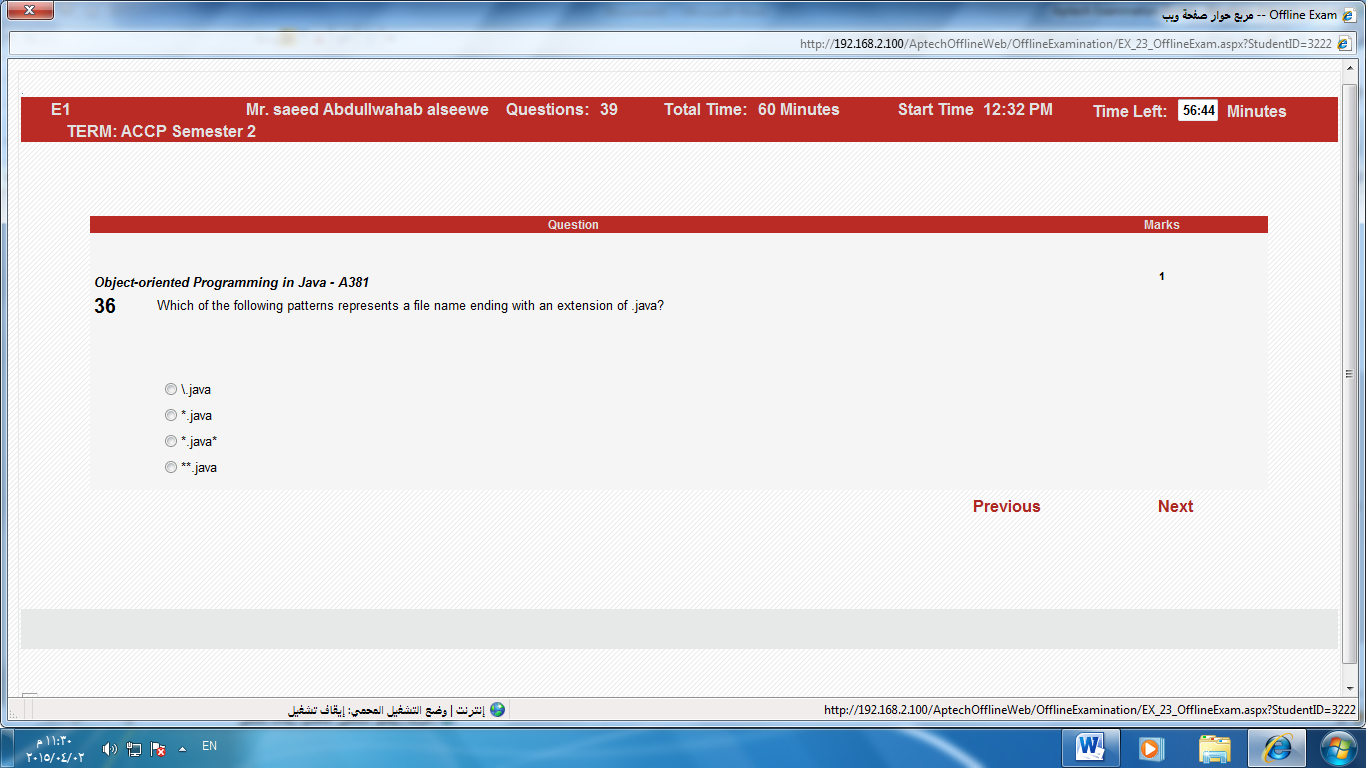 x
Offline Exam -- مربع حوار صفحة ويب
http://192.168.2.100/AptechOfflineWeb/OfflineExamination/EX_23_OfflineExam.aspx?StudentID=3222
E1 Mr. saeed Abdullwahab alseewe Questions: 39 Total Time: 60 Minutes Start Time 12:32 PM Time Left: 56:44 Minutes
TERM: ACCP Semester 2
Question Marks
Object-oriented Programming in Java - A381 1
36 Which of the following patterns represents a file name ending with an extension of .java?
\.java
*.java
*.java*
**.java
Previous Next
إنترنت | وضع التشغيل المحمي: إيقاف تشغيل http://192.168.2.100/AptechOfflineWeb/OfflineExamination/EX_23_OfflineExam.aspx?StudentID=3222
١١:٣٠ م EN
٢٠١٥/٠٤/٠٢